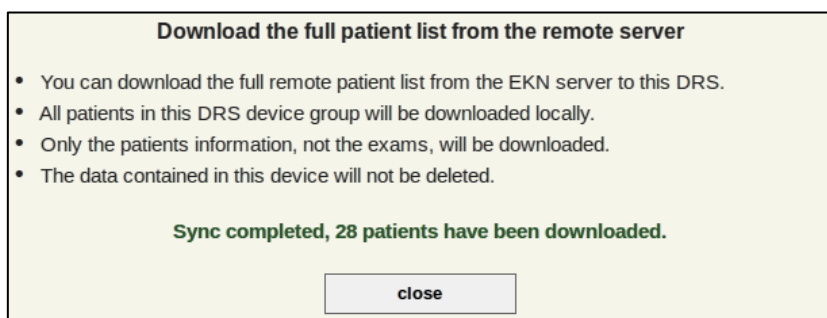 Download the full patient list from the remote server
• You can download the full remote patient list from the EKN server to this DRS.
• All patients in this DRS device group will be downloaded locally.
• Only the patients information, not the exams, will be downloaded.
• The data contained in this device will not be deleted.
Sync completed, 28 patients have been downloaded.
close